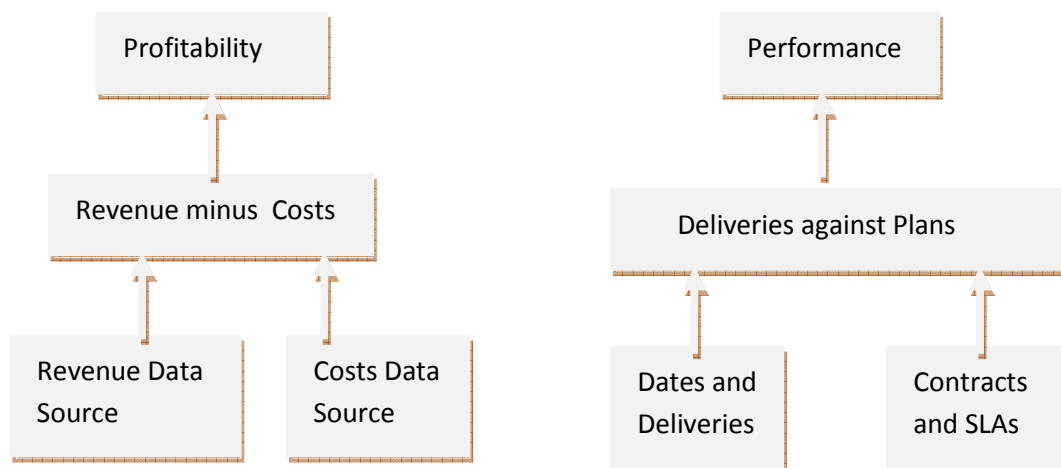 Profitability
Performance
Revenue minus Costs
Deliveries against Plans
Revenue Data
Source
Costs Data
Source
Dates and
Deliveries
Contracts
and SLAs